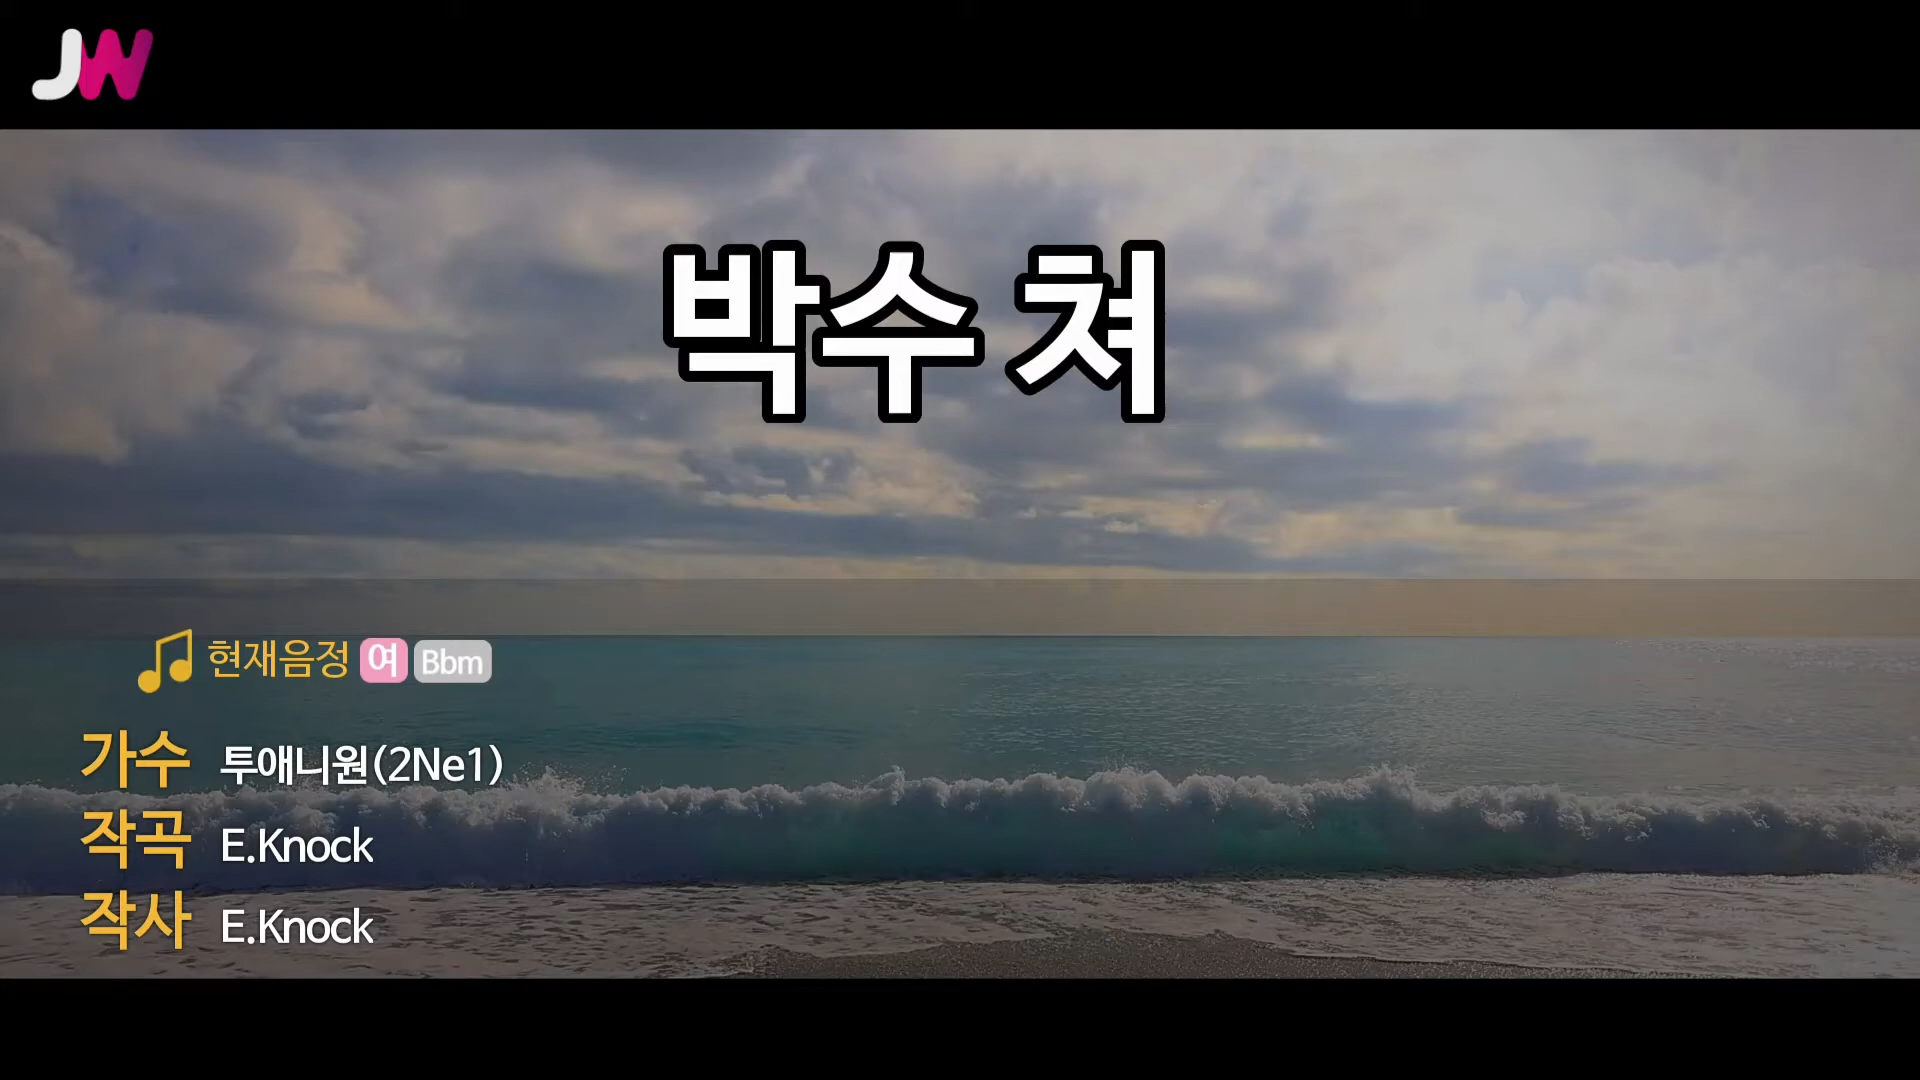 JW
박수 쳐
현재음정 여 Bbm
가수 투애니원(2Ne1)
작곡 E.Knock
작사 E.Knock